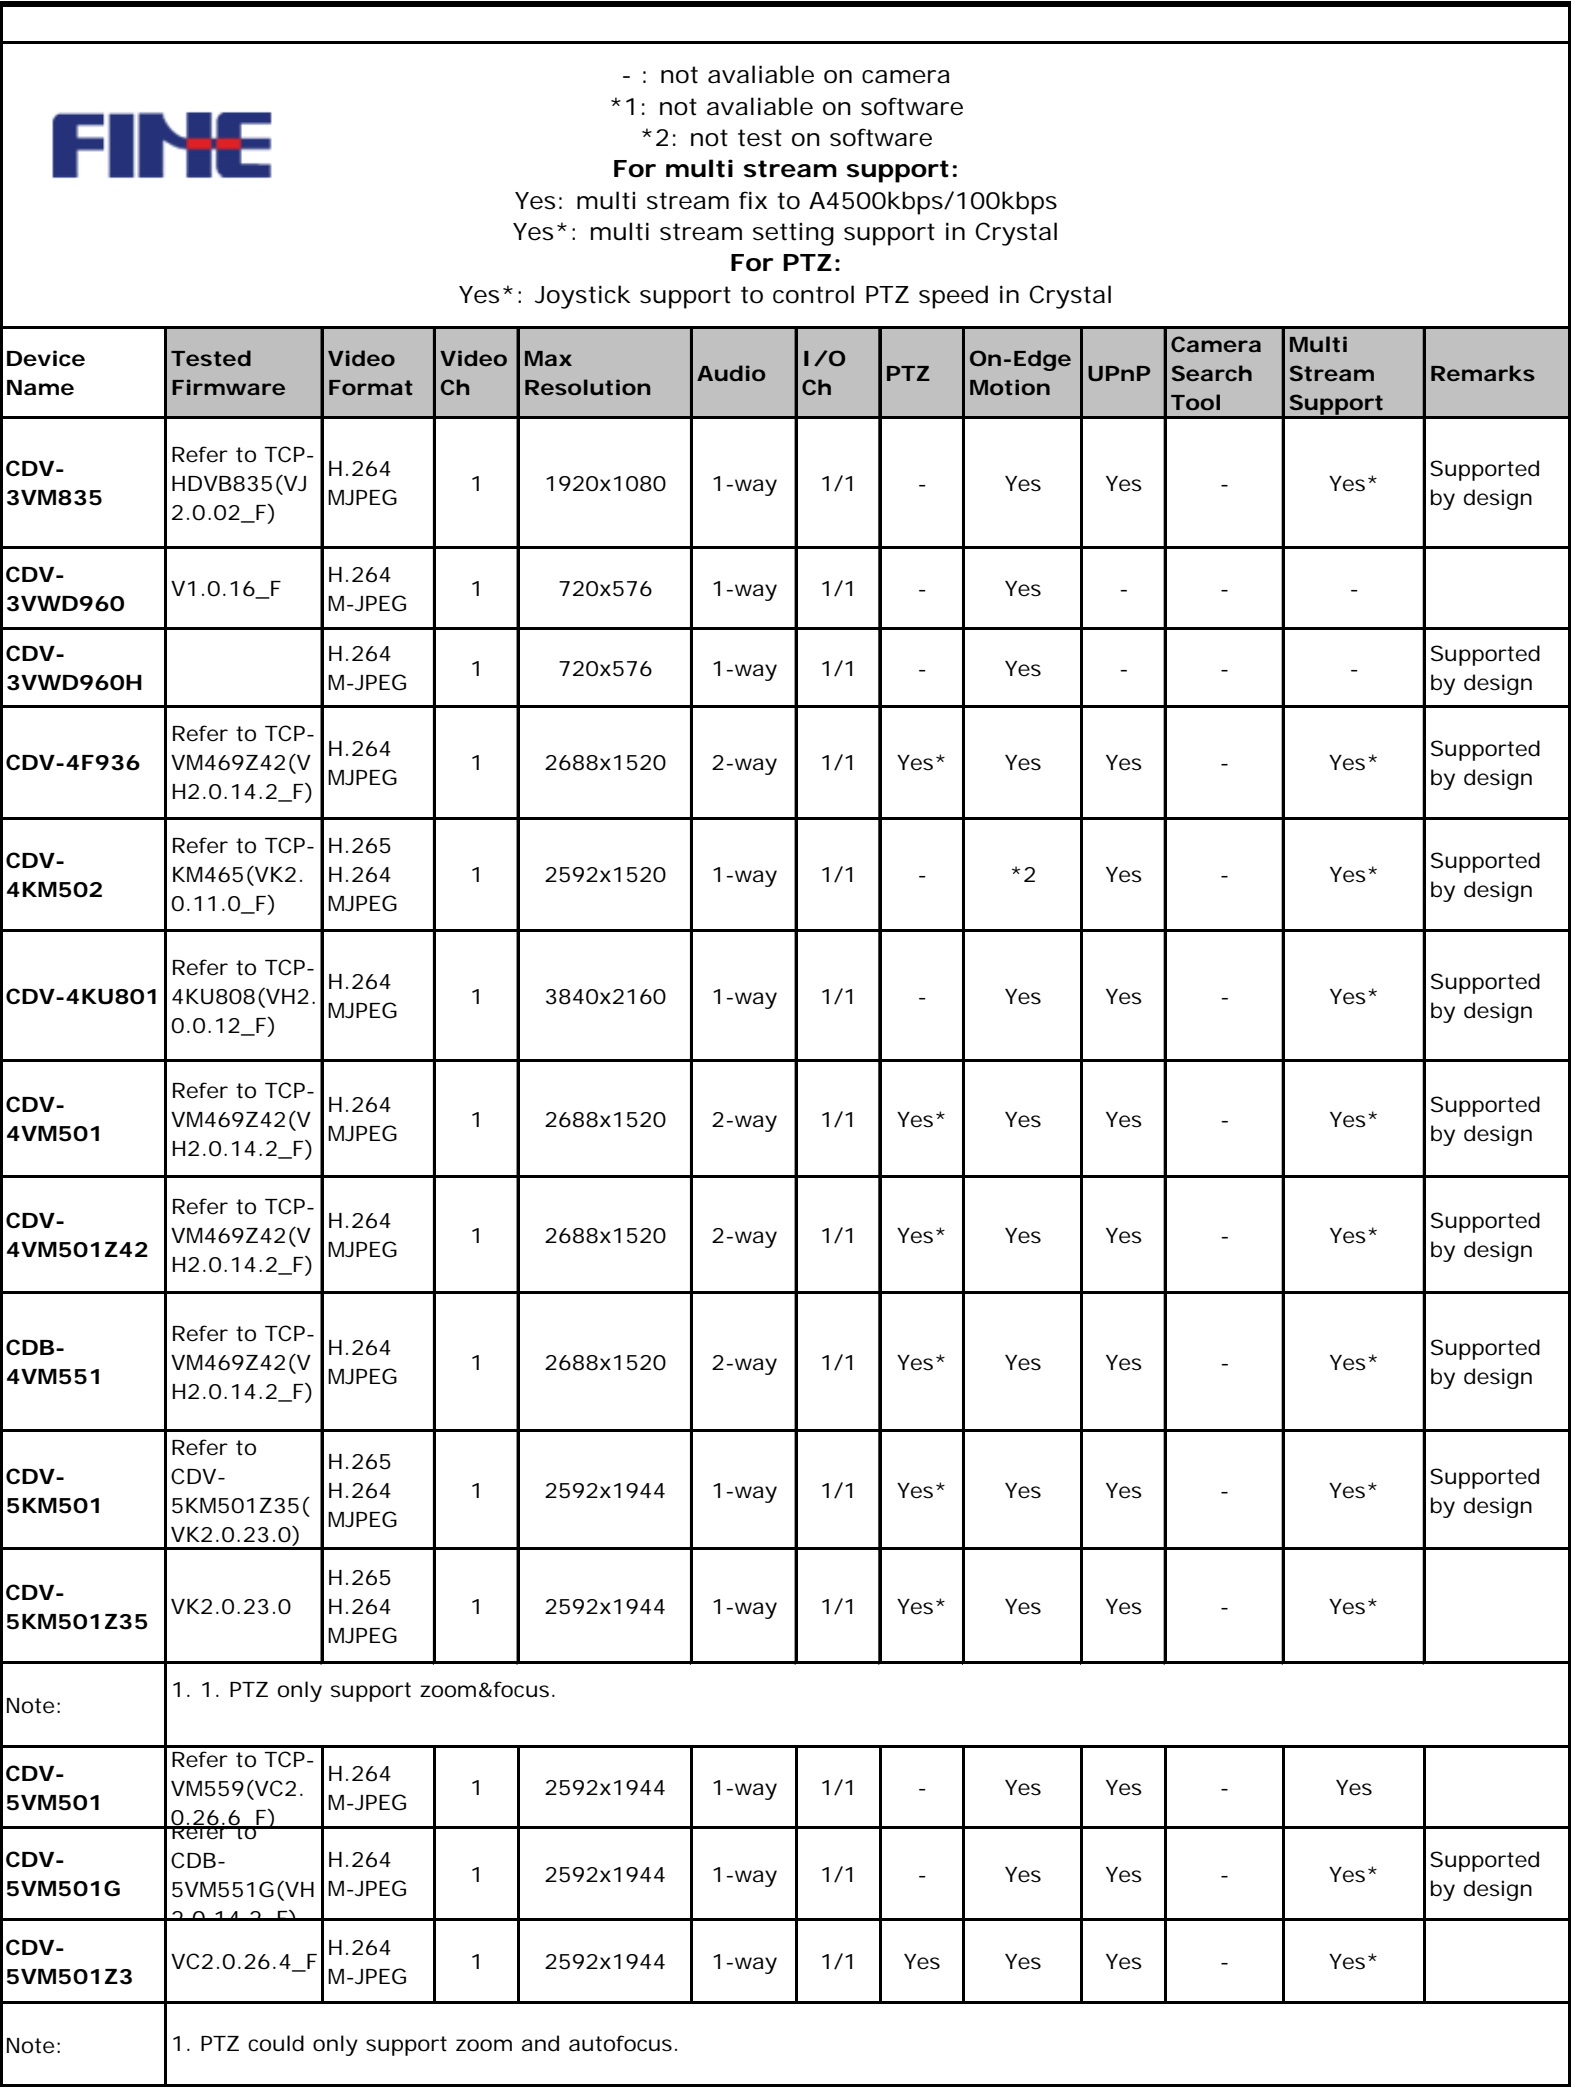 FINE
- : not avaliable on camera
*1: not avaliable on software
*2: not test on software
For multi stream support:
Yes: multi stream fix to A4500kbps/100kbps
Yes*: multi stream setting support in Crystal
For PTZ:
Yes*: Joystick support to control PTZ speed in Crystal
Device Name Tested Firmware Video Format Video Ch Max Resolution Audio I/O Ch PTZ On-Edge Motion UPnP Camera Search Tool Multi Stream Support Remarks
CDV-3VM835 Refer to TCP-HDVB835(VJ2.0.02_F) H.264 MJPEG 1 1920x1080 1-way 1/1 - Yes Yes - Yes* Supported by design
CDV-3VWD960 V1.0.16_F H.264 M-JPEG 1 720x576 1-way 1/1 - Yes - - -
CDV-3VWD960H H.264 M-JPEG 1 720x576 1-way 1/1 - Yes - - - Supported by design
CDV-4F936 Refer to TCP-VM469Z42(VH2.0.14.2_F) H.264 MJPEG 1 2688x1520 2-way 1/1 Yes* Yes Yes - Yes* Supported by design
CDV-4KM502 Refer to TCP-KM465(VK2.0.11.0_F) H.265 H.264 MJPEG 1 2592x1520 1-way 1/1 - *2 Yes - Yes* Supported by design
CDV-4KU801 Refer to TCP-4KU808(VH2.0.0.12_F) H.264 MJPEG 1 3840x2160 1-way 1/1 - Yes Yes - Yes* Supported by design
CDV-4VM501 Refer to TCP-VM469Z42(VH2.0.14.2_F) H.264 MJPEG 1 2688x1520 2-way 1/1 Yes* Yes Yes - Yes* Supported by design
CDV-4VM501Z42 Refer to TCP-VM469Z42(VH2.0.14.2_F) H.264 MJPEG 1 2688x1520 2-way 1/1 Yes* Yes Yes - Yes* Supported by design
CDB-4VM551 Refer to TCP-VM469Z42(VH2.0.14.2_F) H.264 MJPEG 1 2688x1520 2-way 1/1 Yes* Yes Yes - Yes* Supported by design
CDV-5KM501 Refer to CDV-5KM501Z35(VK2.0.23.0) H.265 H.264 MJPEG 1 2592x1944 1-way 1/1 Yes* Yes Yes - Yes* Supported by design
CDV-5KM501Z35 VK2.0.23.0 H.265 H.264 MJPEG 1 2592x1944 1-way 1/1 Yes* Yes Yes - Yes*
Note: 1. 1. PTZ only support zoom&focus.
CDV-5VM501 Refer to TCP-VM559(VC2.0.26.6_F) H.264 M-JPEG 1 2592x1944 1-way 1/1 - Yes Yes - Yes
CDV-5VM501G Refer to CDB-5VM551G(VH2.0.14.2_F) H.264 M-JPEG 1 2592x1944 1-way 1/1 - Yes Yes - Yes* Supported by design
CDV-5VM501Z3 VC2.0.26.4_F H.264 M-JPEG 1 2592x1944 1-way 1/1 Yes Yes Yes - Yes*
Note: 1. PTZ could only support zoom and autofocus.